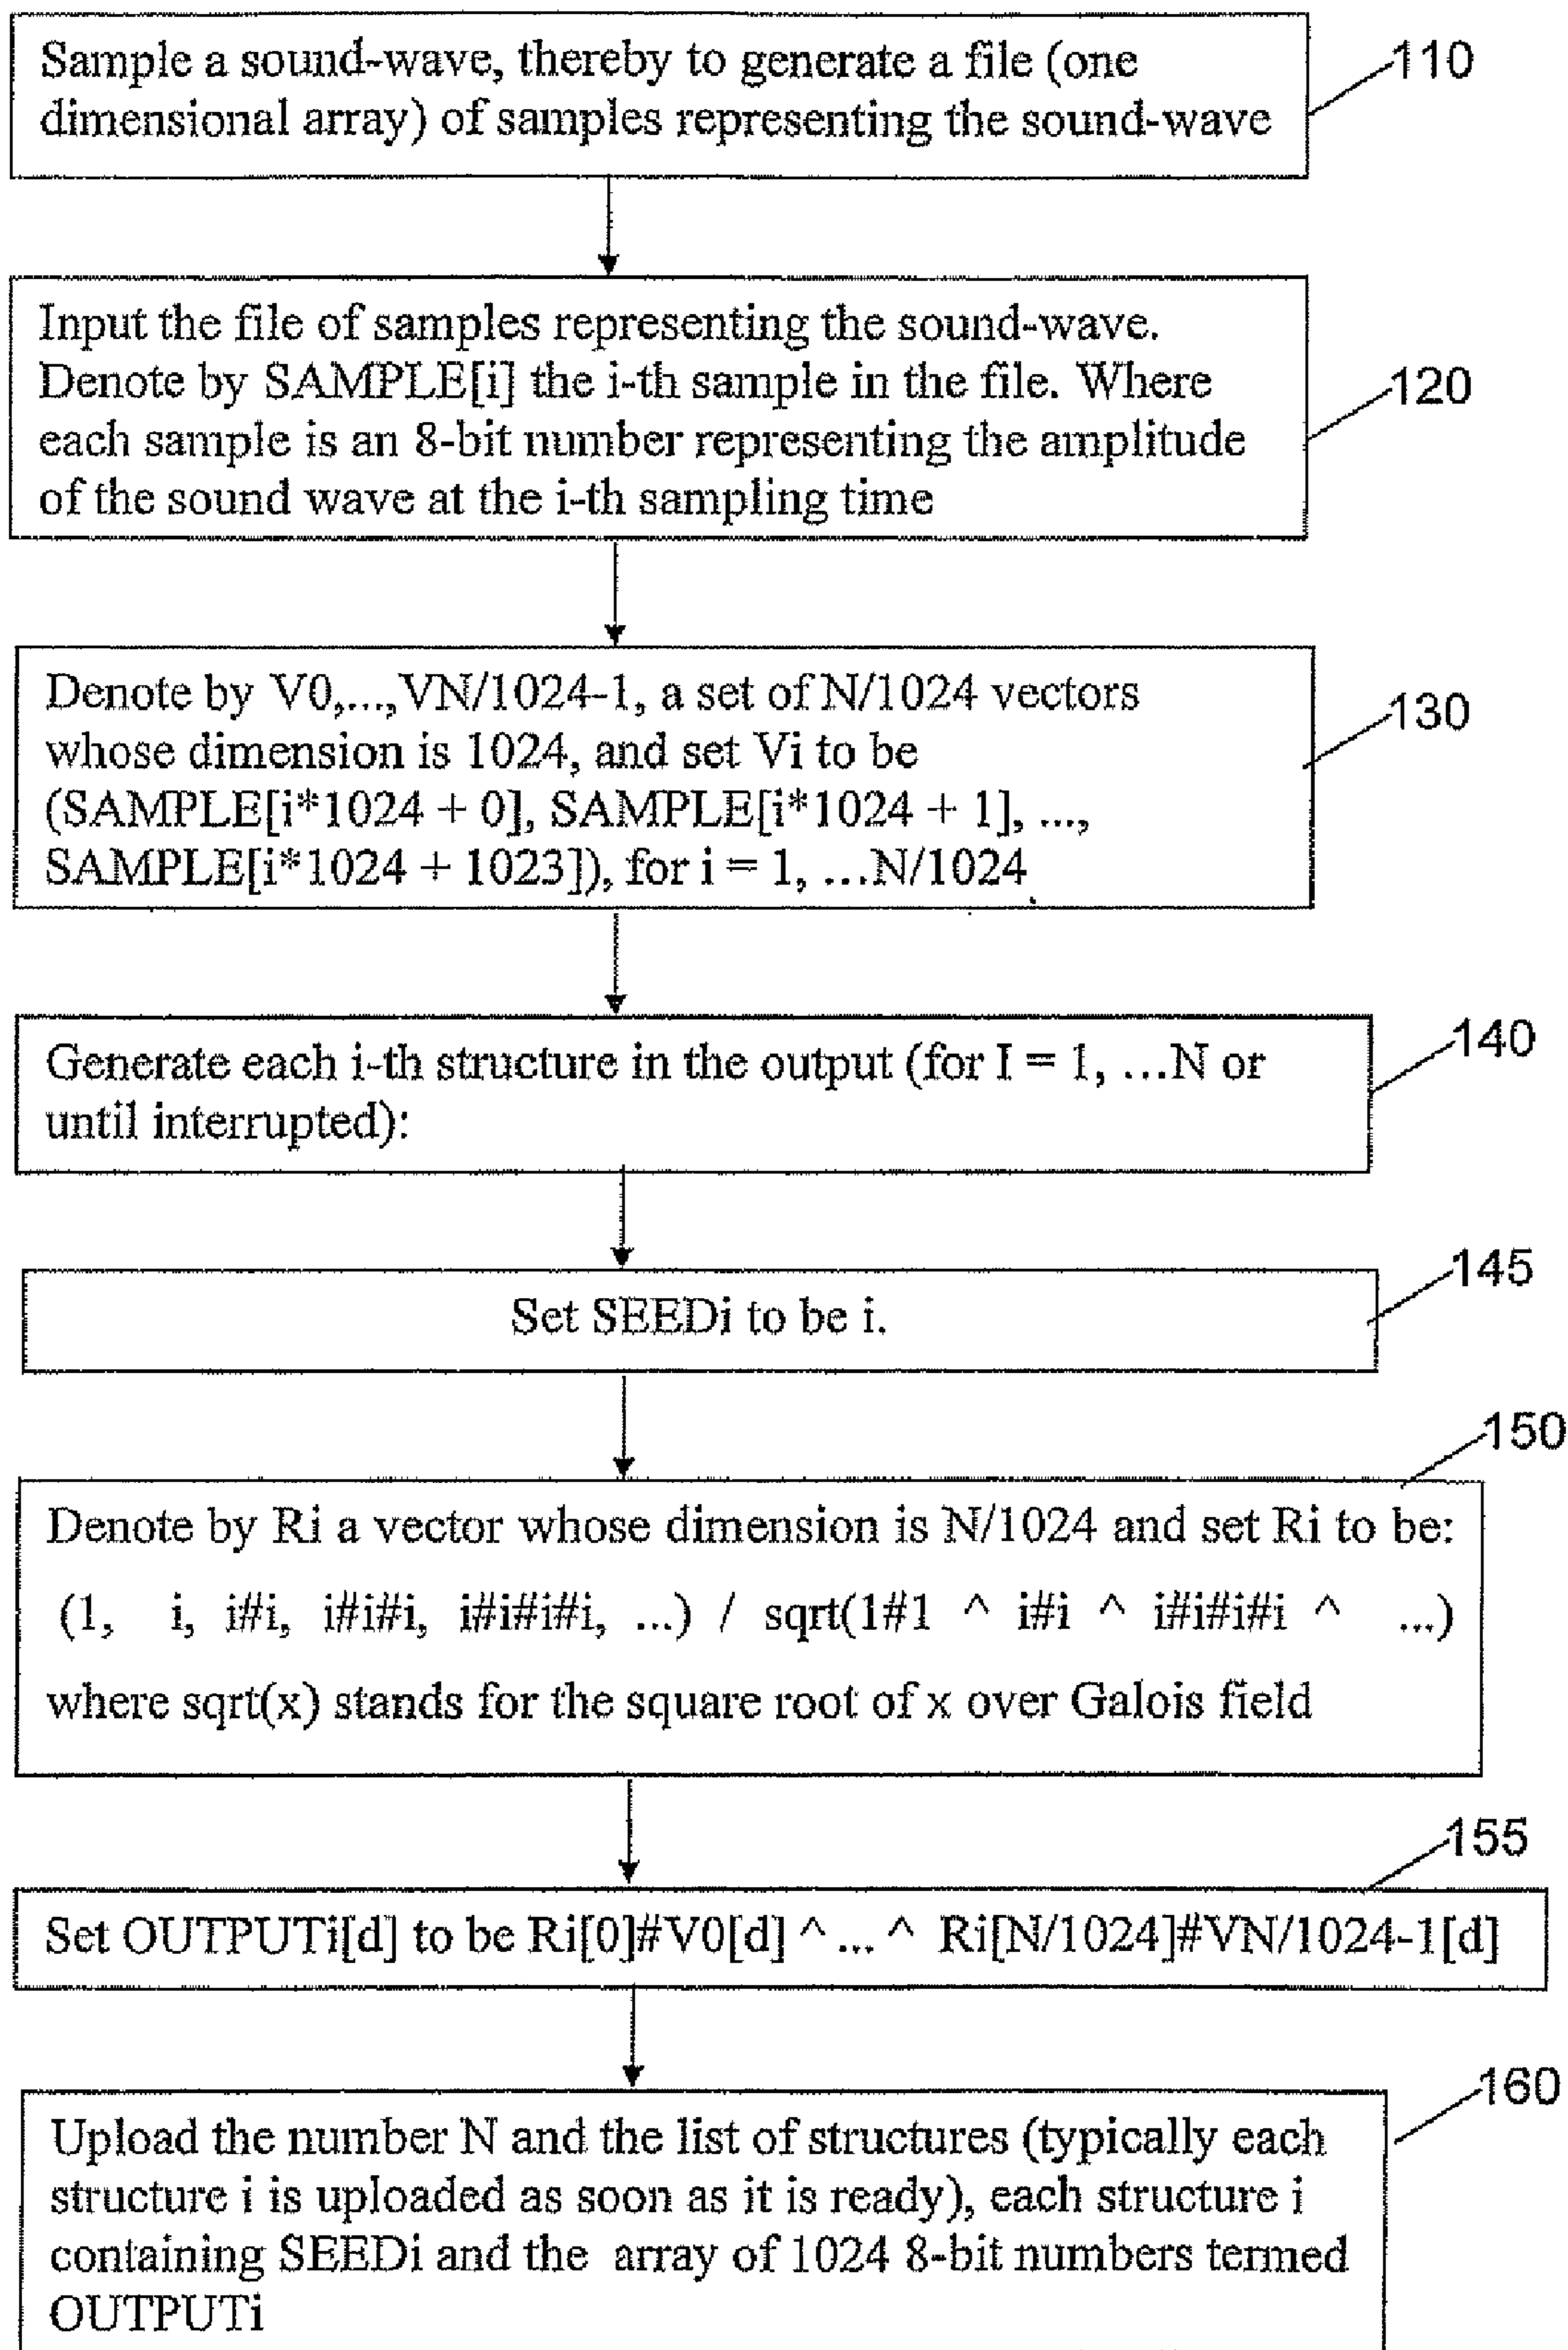 Sample a sound-wave, thereby to generate a file (one
dimensional array) of samples representing the sound-wave
110
Input the file of samples representing the sound-wave.
Denote by SAMPLE[i] the i-th sample in the file. Where
each sample is an 8-bit number representing the amplitude
of the sound wave at the i-th sampling time
120
Denote by V0,...,VN/1024-1, a set of N/1024 vectors
whose dimension is 1024, and set Vi to be
(SAMPLE[i*1024 + 0], SAMPLE[i*1024 + 1], ...,
SAMPLE[i*1024 + 1023]), for i = 1, ...N/1024
130
Generate each i-th structure in the output (for I = 1, ...N or
until interrupted):
140
Set SEEDi to be i.
145
150
Denote by Ri a vector whose dimension is N/1024 and set Ri to be:
(1, i, i#i, i#i#i, i#i#i#i, ...) / sqrt(1#1 ^ i#i ^ i#i#i#i ^ ...)
where sqrt(x) stands for the square root of x over Galois field
155
Set OUTPUTi[d] to be Ri[0]#V0[d] ^ ... ^ Ri[N/1024]#VN/1024-1[d]
160
Upload the number N and the list of structures (typically each
structure i is uploaded as soon as it is ready), each structure i
containing SEEDi and the array of 1024 8-bit numbers termed
OUTPUTi